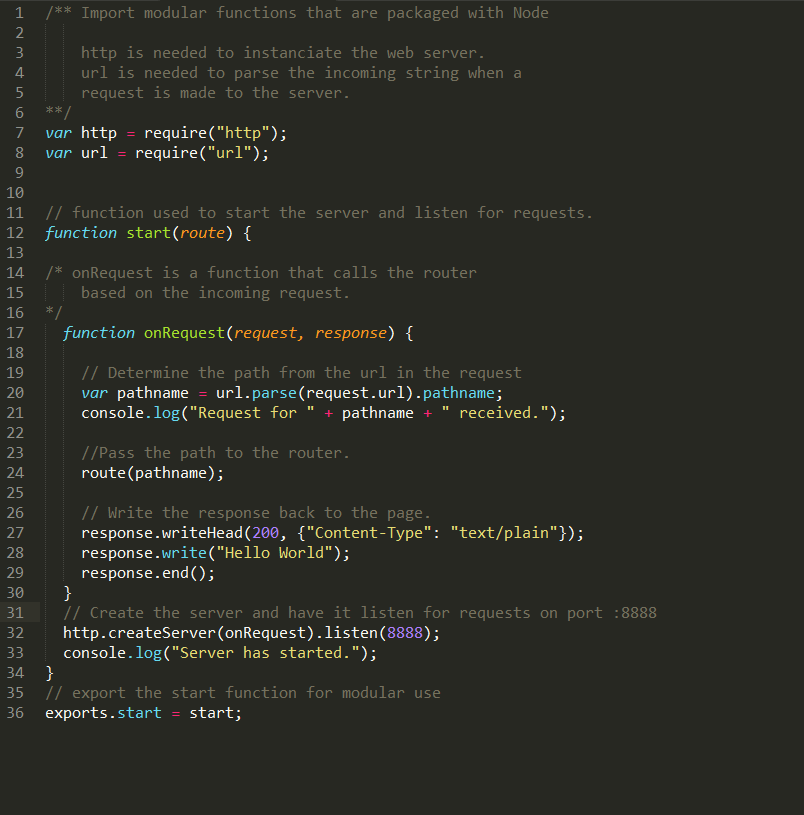 1 /** Import modular functions that are packaged with Node
2
3 http is needed to instanciate the web server.
4 url is needed to parse the incoming string when a
5 request is made to the server.
6 **/
7 var http = require("http");
8 var url = require("url");
9
10
11 // function used to start the server and listen for requests.
12 function start(route) {
13
14 /* onRequest is a function that calls the router
15 based on the incoming request.
16 */
17 function onRequest(request, response) {
18
19 // Determine the path from the url in the request
20 var pathname = url.parse(request.url).pathname;
21 console.log("Request for " + pathname + " received.");
22
23 //Pass the path to the router.
24 route(pathname);
25
26 // Write the response back to the page.
27 response.writeHead(200, {"Content-Type": "text/plain"});
28 response.write("Hello World");
29 response.end();
30 }
31 // Create the server and have it listen for requests on port :8888
32 http.createServer(onRequest).listen(8888);
33 console.log("Server has started.");
34 }
35 // export the start function for modular use
36 exports.start = start;